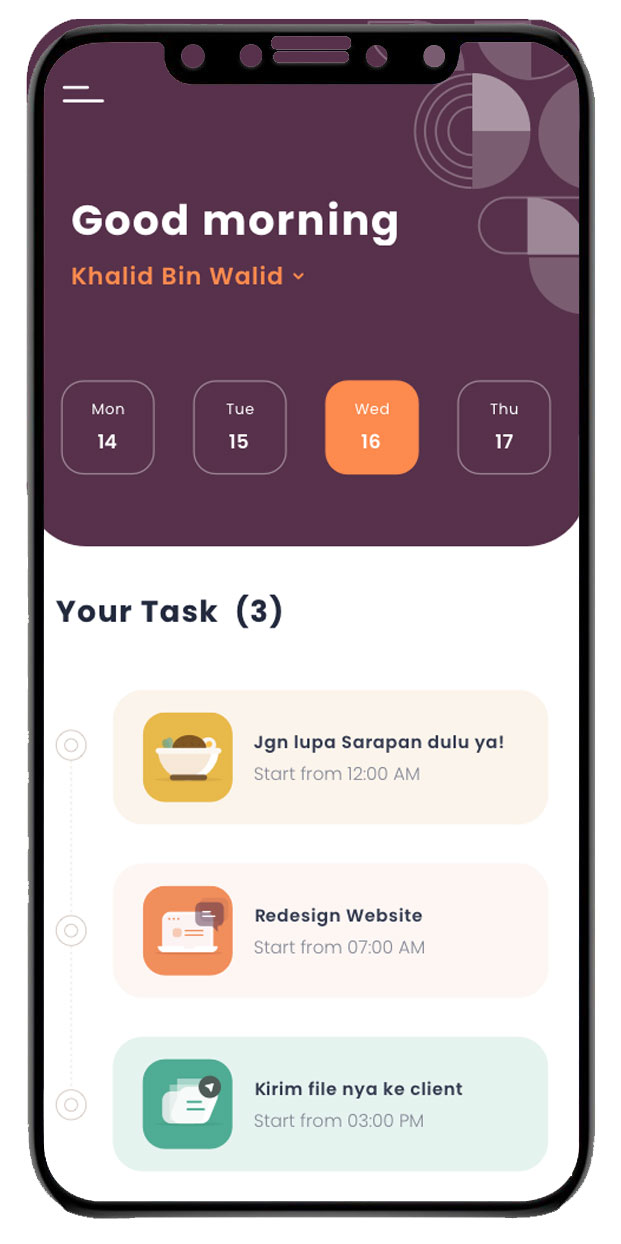 Good morning
Khalid Bin Walid
Mon Tue Wed Thu
14 15 16 17
Your Task (3)
Jgn lupa Sarapan dulu ya!
Start from 12:00 AM
Redesign Website
Start from 07:00 AM
Kirim file nya ke client
Start from 03:00 PM